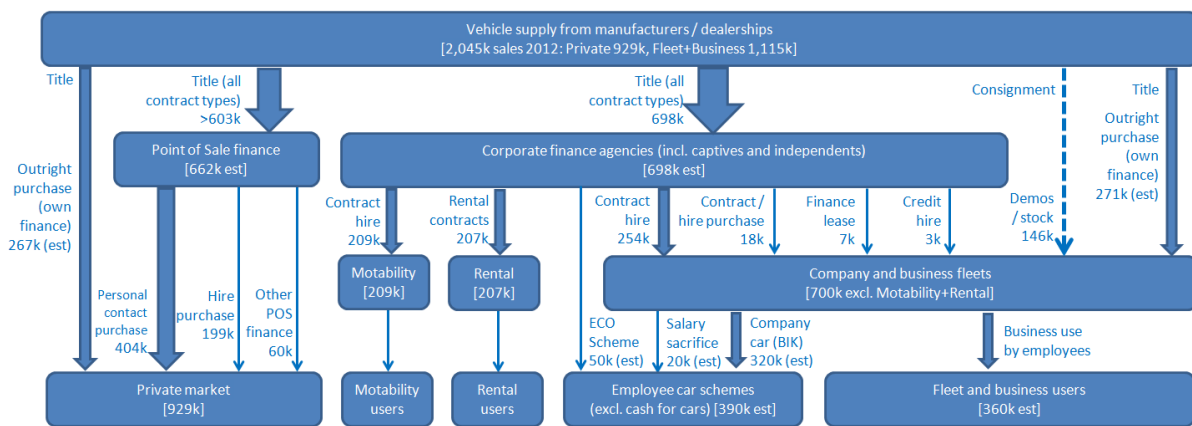 Vehicle supply from manufacturers / dealerships
[2,045k sales 2012: Private 929k, Fleet+Business 1,115k]
Title
Title (all
contract types)
>603k
Title (all
contract types)
698k
Consignment
Title
Point of Sale finance
[662k est]
Corporate finance agencies (incl. captives and independents)
[698k est]
Outright
purchase
(own
finance)
267k (est)
Outright
purchase
(own
finance)
271k (est)
Contract
hire
209k
Rental
contracts
207k
Contract
hire
254k
Contract /
hire purchase
18k
Finance
lease
7k
Credit
hire
3k
Demos
/ stock
146k
Motability
[209k]
Rental
[207k]
Company and business fleets
[700k excl. Motability+Rental]
Personal
contact
purchase
404k
Hire
purchase
199k
Other
POS
finance
60k
ECO
Scheme
50k (est)
Salary
sacrifice
20k (est)
Company
car (BIK)
320k (est)
Business use
by employees
Private market
[929k]
Motability
users
Rental
users
Employee car schemes
(excl. cash for cars) [390k est]
Fleet and business users
[360k est]